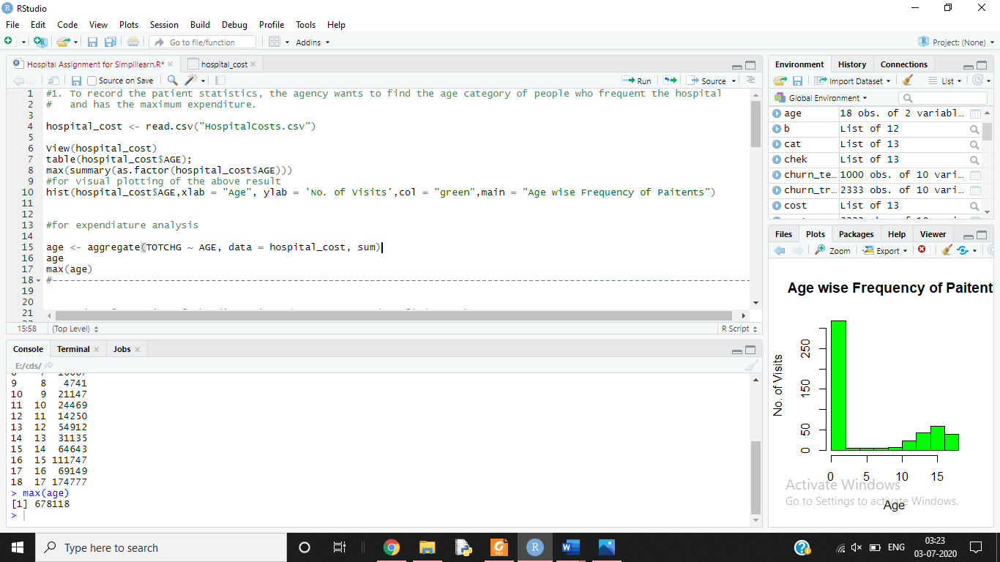 RStudio
File Edit Code View Plots Session Build Debug Profile Tools Help
Go to file/function Addins Project: (None)
Hospital Assignment for Simplilearn.R* hospital_cost
Source on Save Run Source
1 #1. To record the patient statistics, the agency wants to find the age category of people who frequent the hospital
2 # and has the maximum expenditure.
3
4 hospital_cost <- read.csv("HospitalCosts.csv")
5
6 View(hospital_cost)
7 table(hospital_cost$AGE);
8 max(summary(as.factor(hospital_cost$AGE)))
9 #for visual plotting of the above result
10 hist(hospital_cost$AGE,xlab = "Age", ylab = 'No. of Visits',col = "green",main = "Age wise Frequency of Paitents")
11
12
13 #for expendiature analysis
14
15 age <- aggregate(TOTCHG ~ AGE, data = hospital_cost, sum)
16 age
17 max(age)
18 #----------------------------------------------------------------------------------------------------------------------
19
20
21
15:58 (Top Level) R Script
Console Terminal Jobs
E:/cds/
9 8 4741
10 9 21147
11 10 24469
12 11 14250
13 12 54912
14 13 31135
15 14 64643
16 15 111747
17 16 69149
18 17 174777
> max(age)
[1] 678118
>
Environment History Connections
Import Dataset List
Global Environment
age 18 obs. of 2 variabl…
b List of 12
cat List of 13
chek List of 13
churn_te… 1000 obs. of 10 vari…
churn_tr… 2333 obs. of 10 vari…
cost List of 13
Files Plots Packages Help Viewer
Zoom Export
Age wise Frequency of Paitent
No. of Visits
250
150
50
0
0 5 10 15
Age
Activate Windows
Go to Settings to activate Windows.
Type here to search
ENG
03:23
03-07-2020